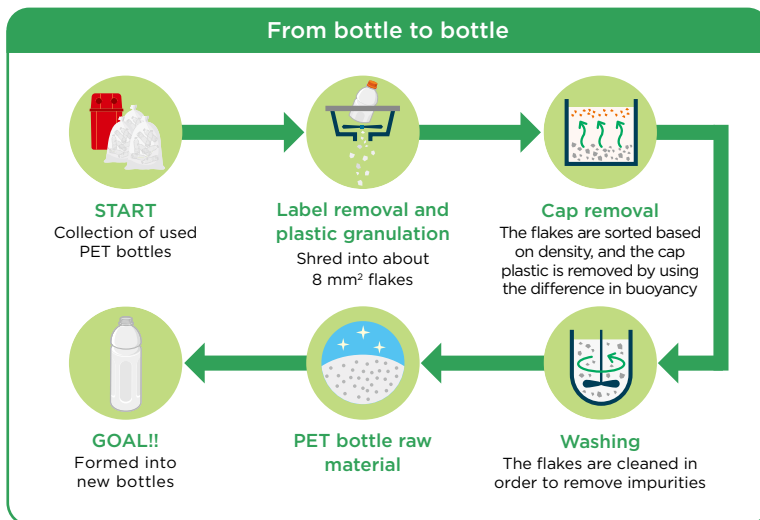 From bottle to bottle
START
Collection of used
PET bottles
Label removal and
plastic granulation
Shred into about
8 mm² flakes
Cap removal
The flakes are sorted based
on density, and the cap
plastic is removed by using
the difference in buoyancy
Washing
The flakes are cleaned in
order to remove impurities
PET bottle raw
material
GOAL!!
Formed into
new bottles